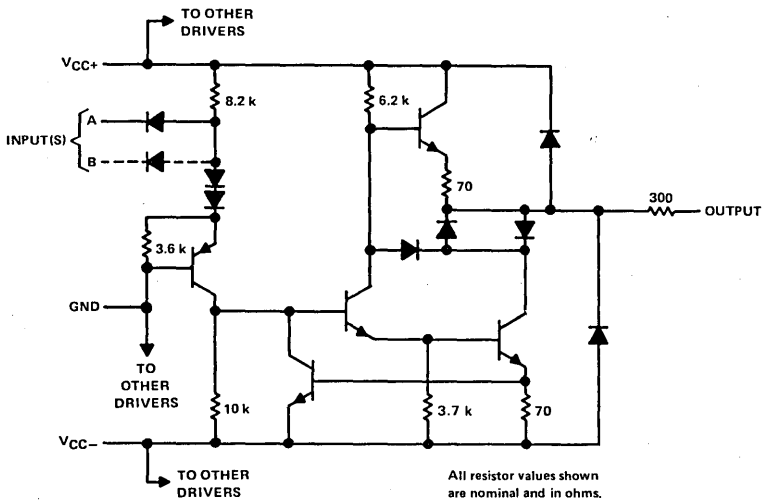 TO OTHER
DRIVERS
VCC+
8.2 k
6.2 k
A
INPUT(S)
B
70
300
OUTPUT
3.6 k
GND
TO
OTHER
DRIVERS
10 k
3.7 k
70
VCC−
TO OTHER
DRIVERS
All resistor values shown
are nominal and in ohms.